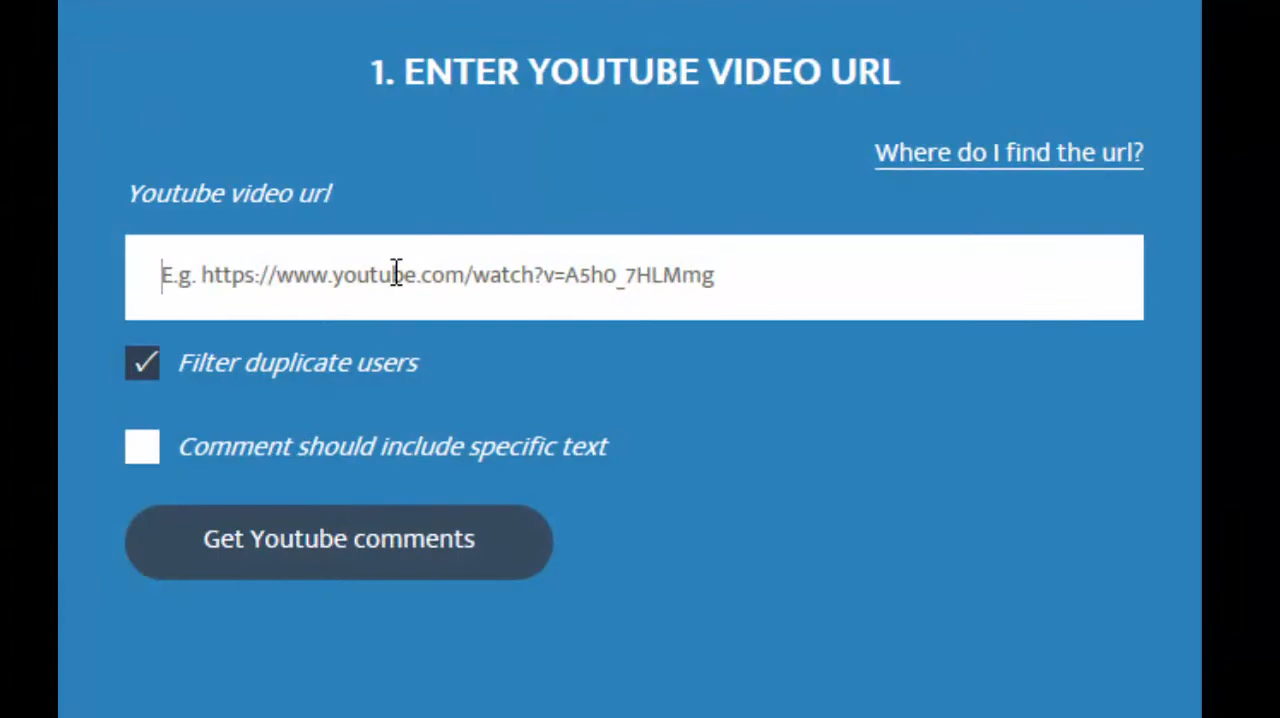 1. ENTER YOUTUBE VIDEO URL
Where do I find the url?
Youtube video url
E.g. https://www.youtube.com/watch?v=A5h0_7HLMmg
Filter duplicate users
Comment should include specific text
Get Youtube comments